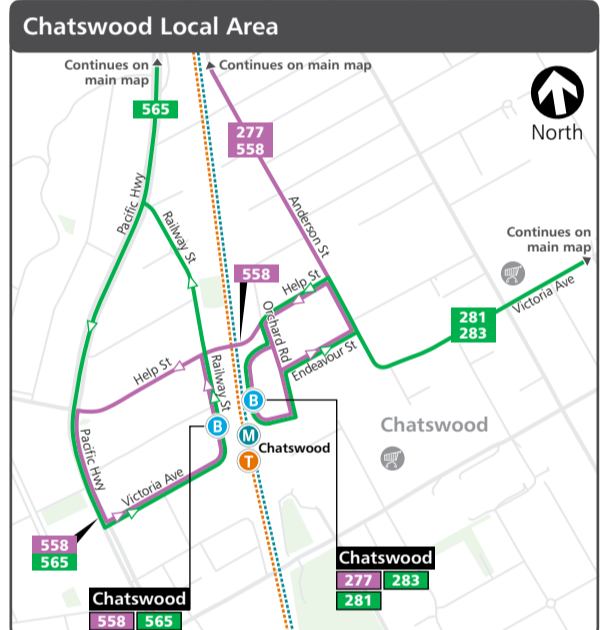 Chatswood Local Area
Continues on
main map
Continues on main map
565
277
558
North
Pacific Hwy
Railway St
Anderson St
Continues on
main map
558
Help St
Victoria Ave
281
283
Orchard Rd
Help St
Railway St
Endeavour St
B
B
Chatswood
M
Chatswood
T
Pacific Hwy
Victoria Ave
558
565
Chatswood
277 283
281
Chatswood
558 565